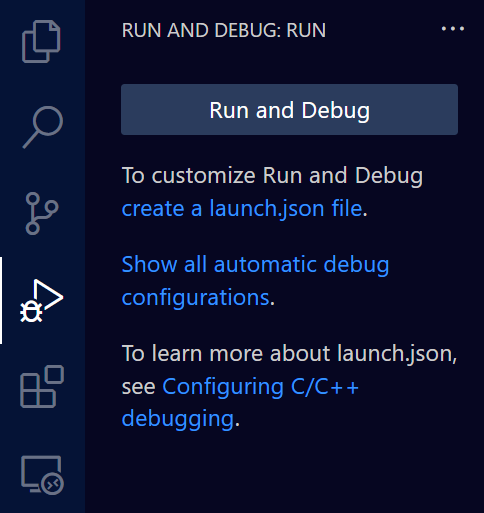 RUN AND DEBUG: RUN
Run and Debug
To customize Run and Debug
create a launch.json file.
Show all automatic debug
configurations.
To learn more about launch.json,
see Configuring C/C++
debugging.